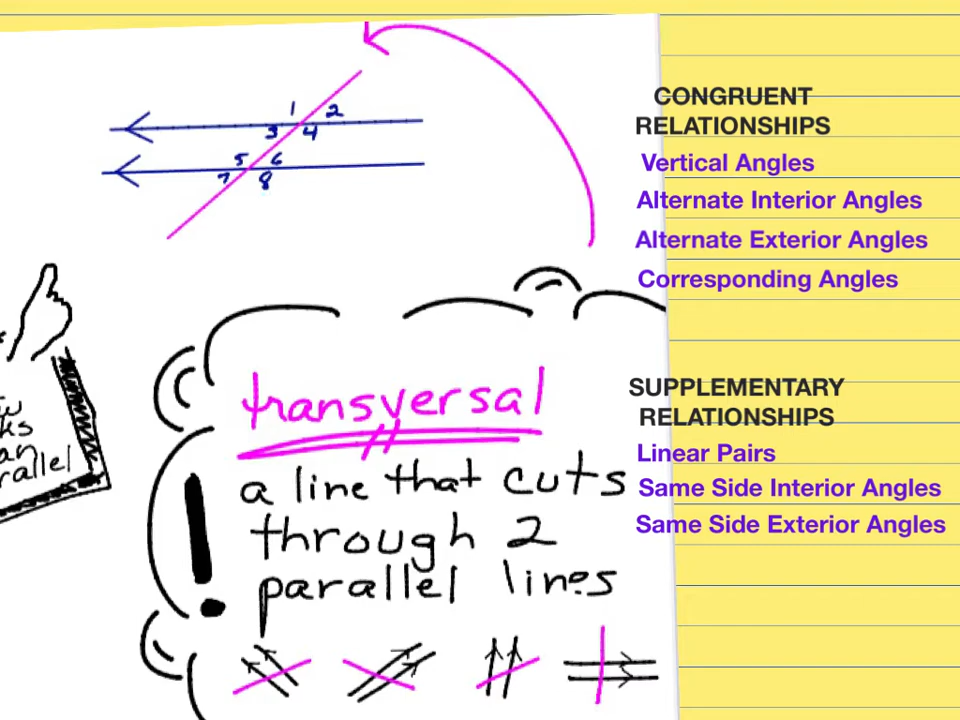 1 2
3 4
5 6
7 8
CONGRUENT
RELATIONSHIPS
Vertical Angles
Alternate Interior Angles
Alternate Exterior Angles
Corresponding Angles
transversal
a line that cuts
through 2
parallel lines
!
SUPPLEMENTARY
RELATIONSHIPS
Linear Pairs
Same Side Interior Angles
Same Side Exterior Angles